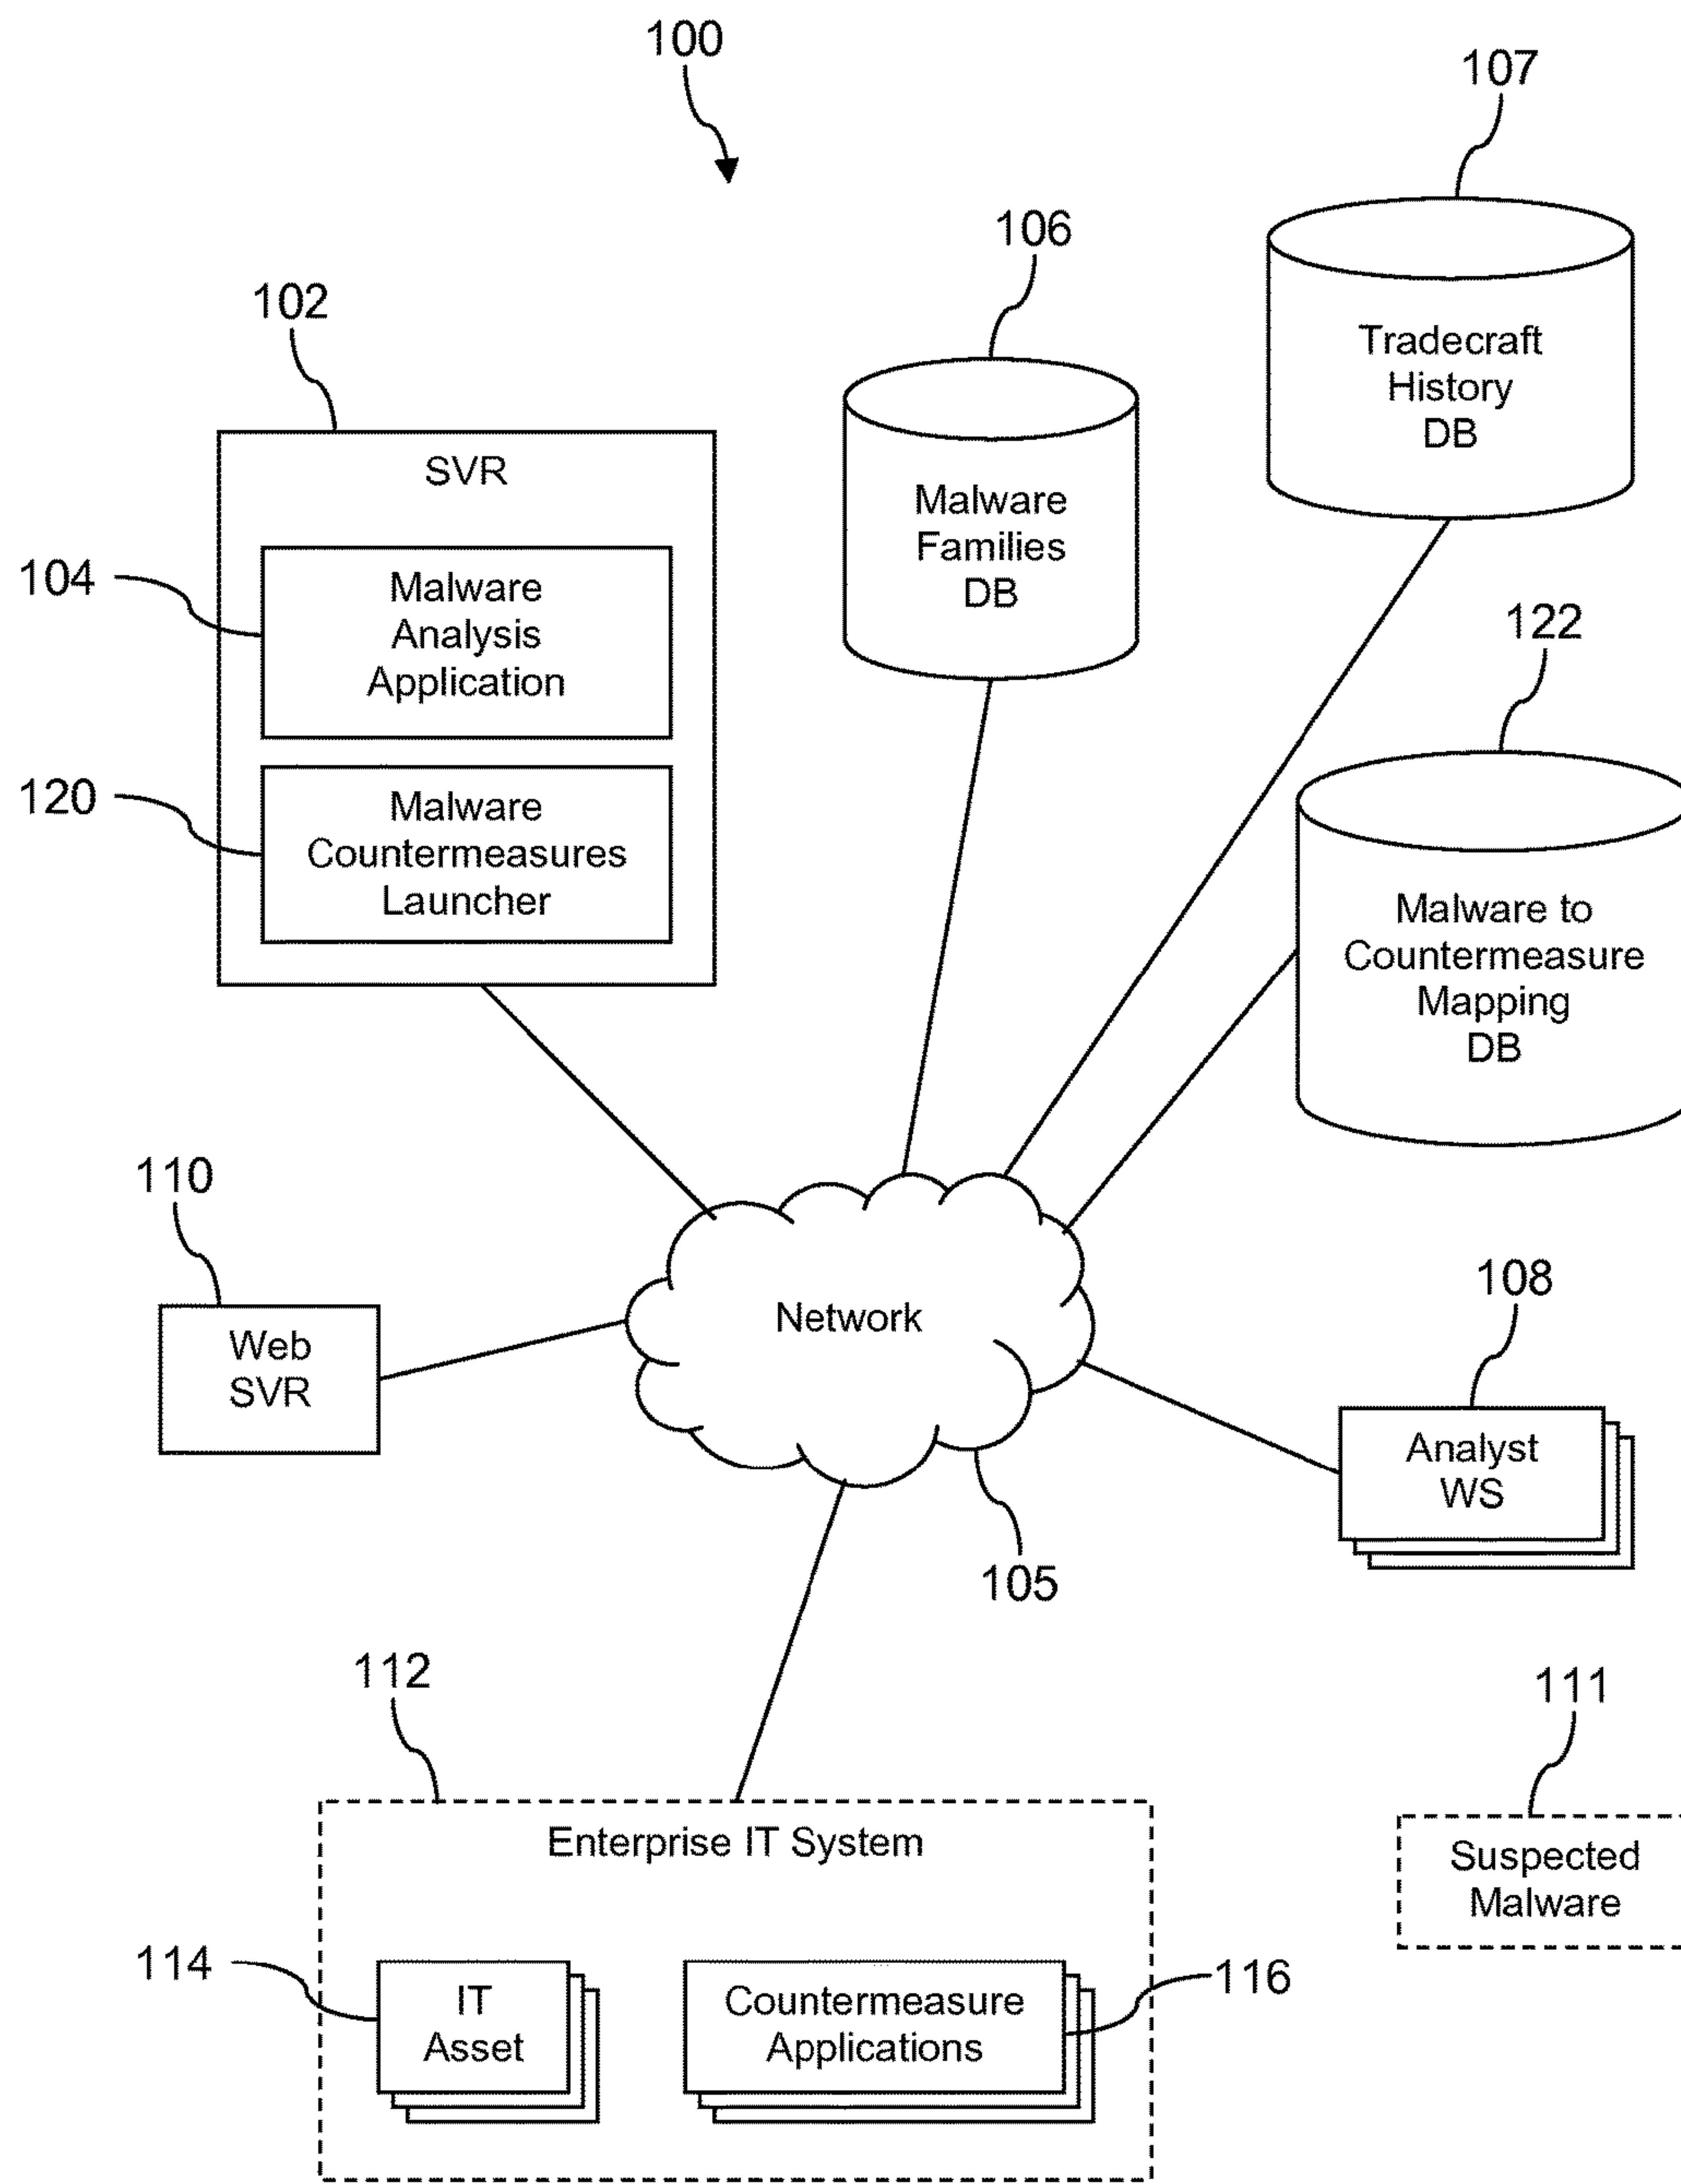 100
107
106
102
Tradecraft
History
DB
SVR
Malware
Families
DB
104
Malware
Analysis
Application
122
120
Malware
Countermeasures
Launcher
Malware to
Countermeasure
Mapping
DB
110
108
Network
Web
SVR
Analyst
WS
105
112
111
Enterprise IT System
Suspected
Malware
114
116
IT
Asset
Countermeasure
Applications